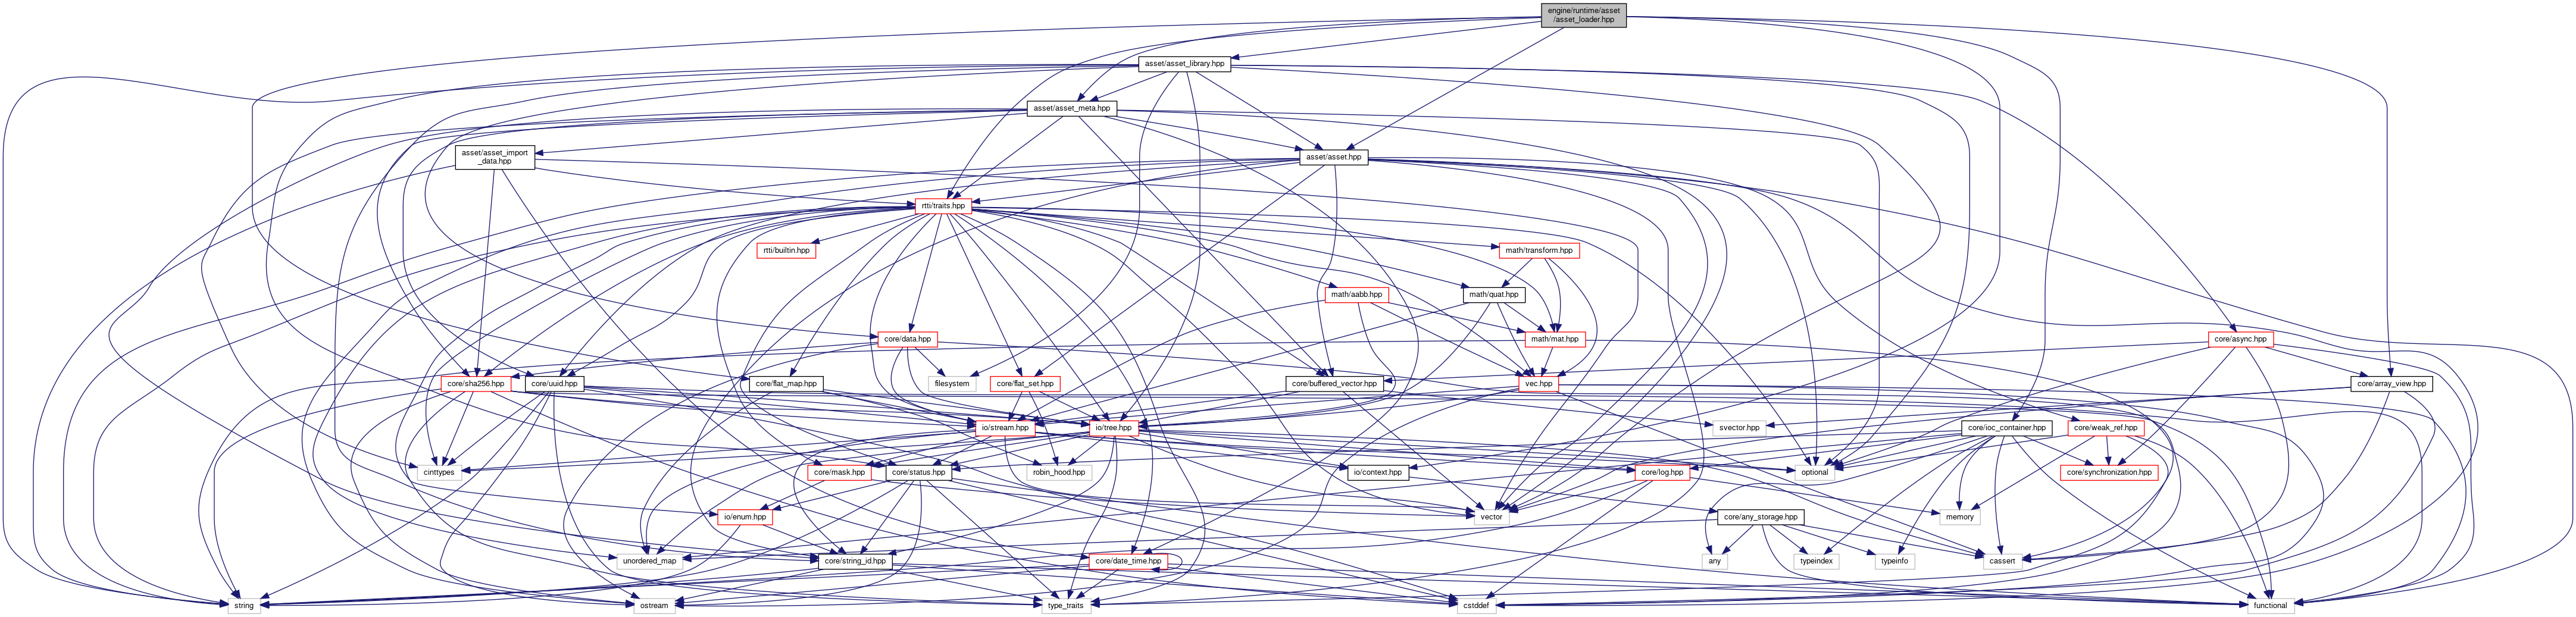 engine/runtime/asset
/asset_loader.hpp
asset/asset_library.hpp
asset/asset_meta.hpp
asset/asset_import
_data.hpp
asset/asset.hpp
rtti/traits.hpp
rtti/builtin.hpp
math/transform.hpp
math/aabb.hpp
math/quat.hpp
core/data.hpp
math/mat.hpp
core/async.hpp
core/sha256.hpp
core/uuid.hpp
core/flat_map.hpp
filesystem
core/flat_set.hpp
core/buffered_vector.hpp
vec.hpp
core/array_view.hpp
io/stream.hpp
io/tree.hpp
svector.hpp
core/ioc_container.hpp
core/weak_ref.hpp
cinttypes
core/mask.hpp
core/status.hpp
robin_hood.hpp
io/context.hpp
core/log.hpp
optional
core/synchronization.hpp
io/enum.hpp
vector
core/any_storage.hpp
memory
unordered_map
core/string_id.hpp
core/date_time.hpp
any
typeindex
typeinfo
cassert
string
ostream
type_traits
cstddef
functional